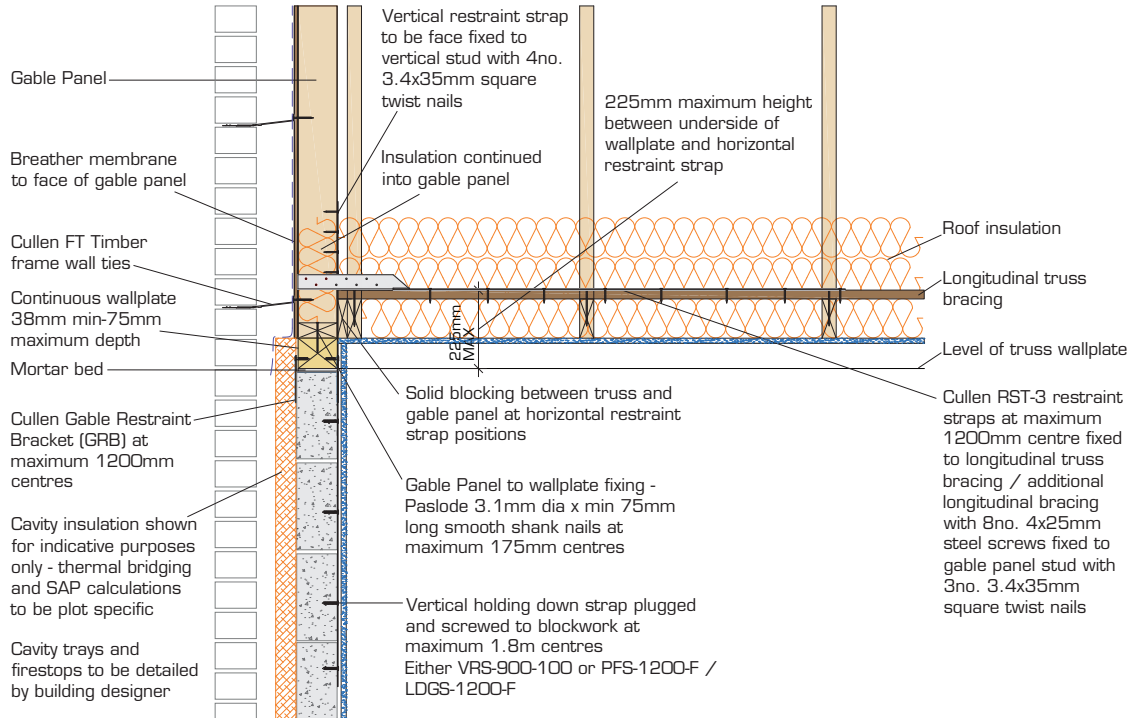 Gable Panel
Breather membrane
to face of gable panel
Cullen FT Timber
frame wall ties
Continuous wallplate
38mm min-75mm
maximum depth
Mortar bed
Cullen Gable Restraint
Bracket (GRB) at
maximum 1200mm
centres
Cavity insulation shown
for indicative purposes
only - thermal bridging
and SAP calculations
to be plot specific
Cavity trays and
firestops to be detailed
by building designer
Vertical restraint strap
to be face fixed to
vertical stud with 4no.
3.4x35mm square
twist nails
Insulation continued
into gable panel
225mm maximum height
between underside of
wallplate and horizontal
restraint strap
225mm
MAX
Solid blocking between truss and
gable panel at horizontal restraint
strap positions
Gable Panel to wallplate fixing -
Paslode 3.1mm dia x min 75mm
long smooth shank nails at
maximum 175mm centres
Vertical holding down strap plugged
and screwed to blockwork at
maximum 1.8m centres
Either VRS-900-100 or PFS-1200-F /
LDGS-1200-F
Roof insulation
Longitudinal truss
bracing
Level of truss wallplate
Cullen RST-3 restraint
straps at maximum
1200mm centre fixed
to longitudinal truss
bracing / additional
longitudinal bracing
with 8no. 4x25mm
steel screws fixed to
gable panel stud with
3no. 3.4x35mm
square twist nails